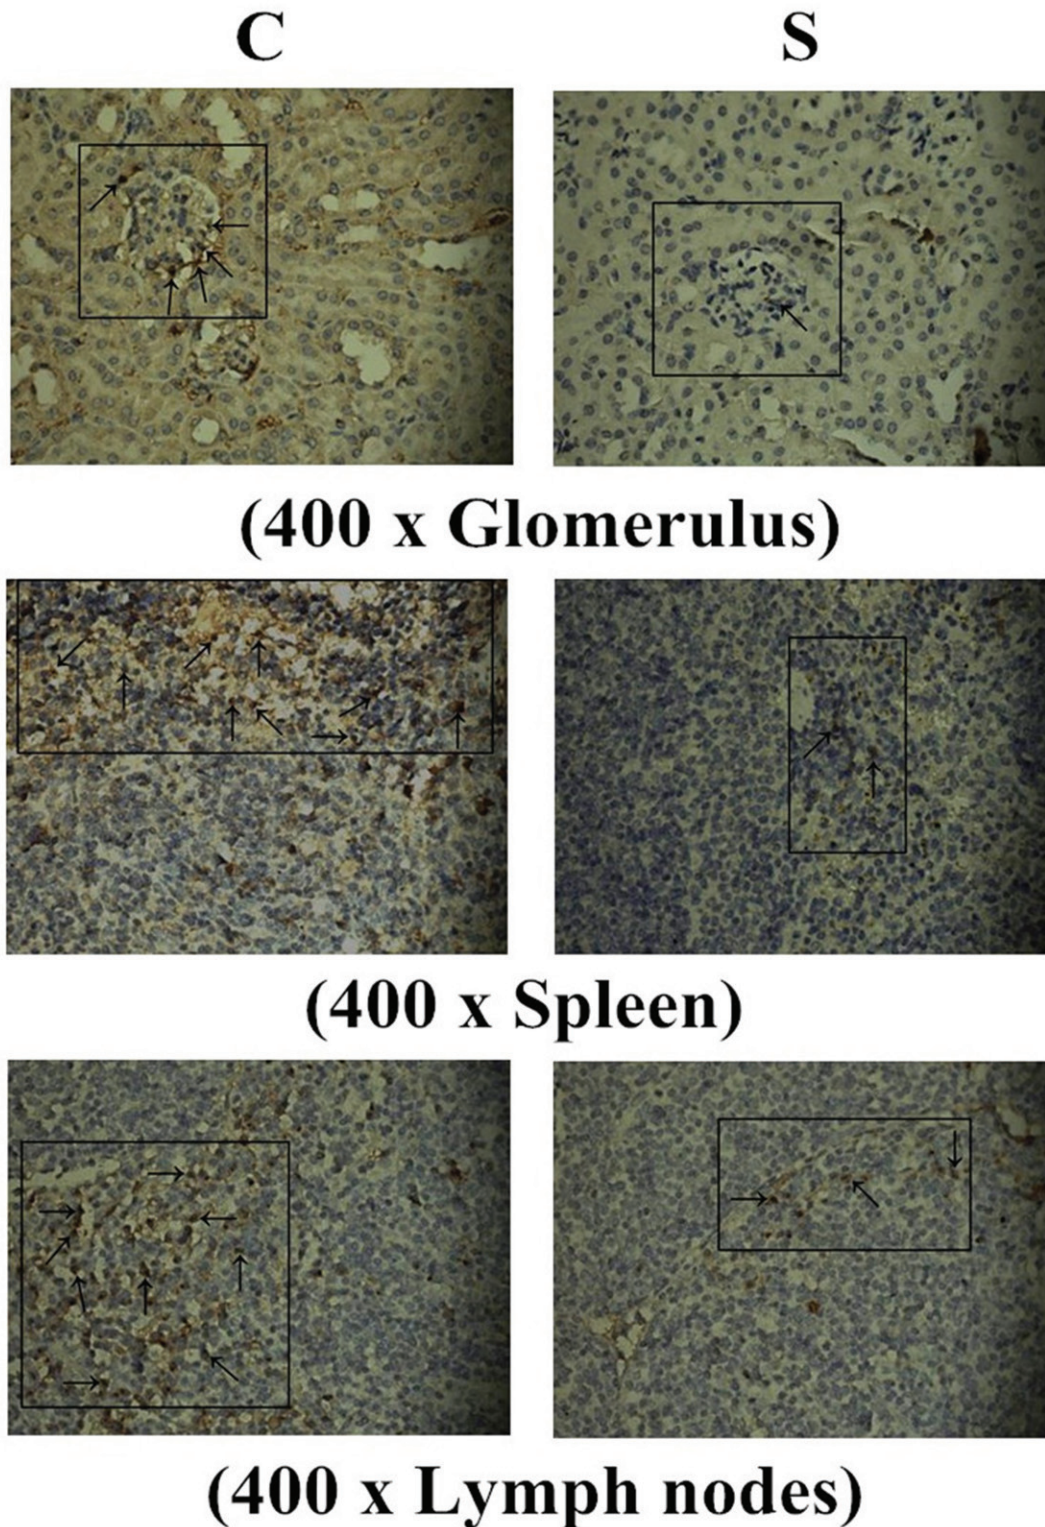 C
S
(400 x Glomerulus)
(400 x Spleen)
(400 x Lymph nodes)